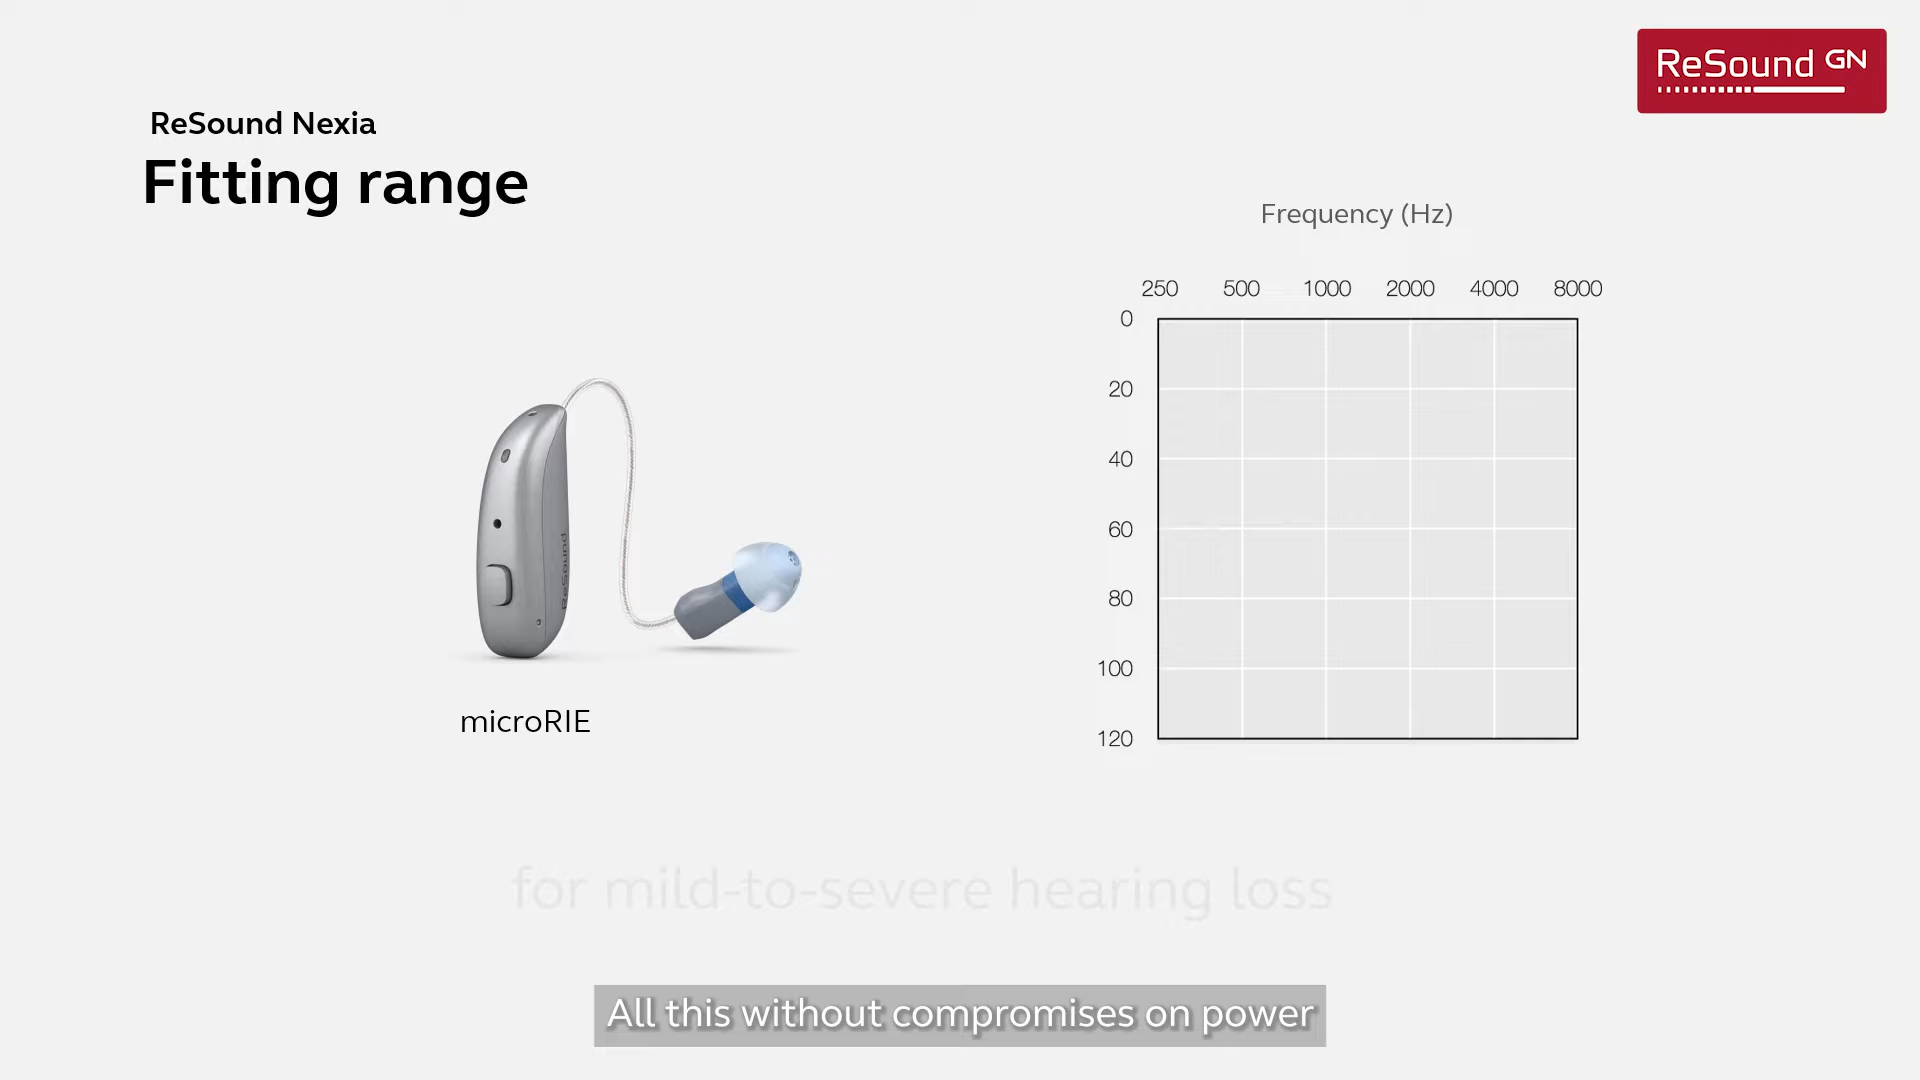 ReSound GN
ReSound Nexia
Fitting range
Frequency (Hz)
250 500 1000 2000 4000 8000
0
20
40
60
80
100
120
ReSound
microRIE
for mild-to-severe hearing loss
All this without compromises on power